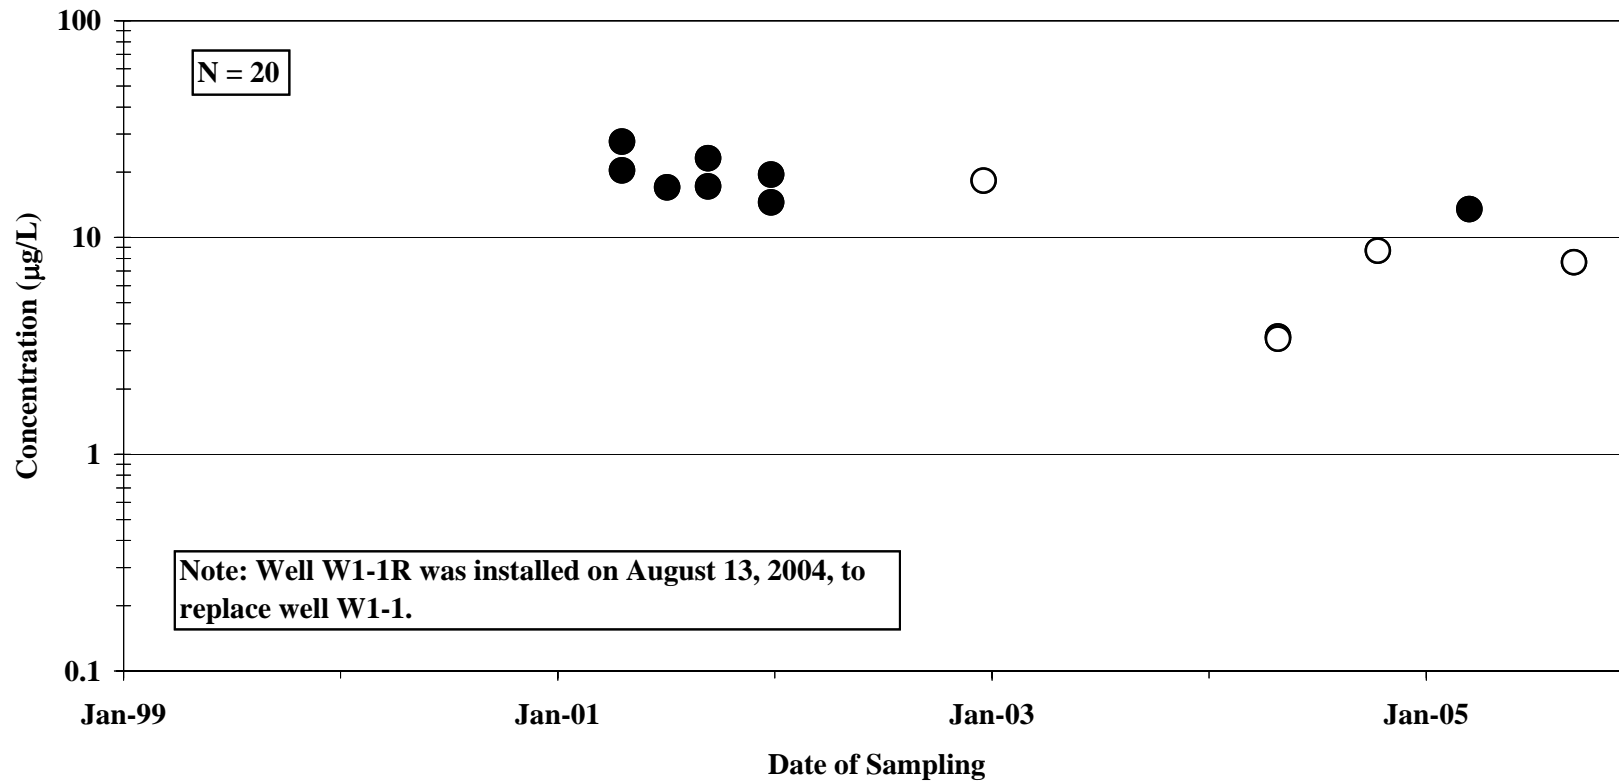 100
N = 20
10
1
0.1
Concentration (µg/L)
Note: Well W1-1R was installed on August 13, 2004, to
replace well W1-1.
Jan-99
Jan-01
Jan-03
Jan-05
Date of Sampling